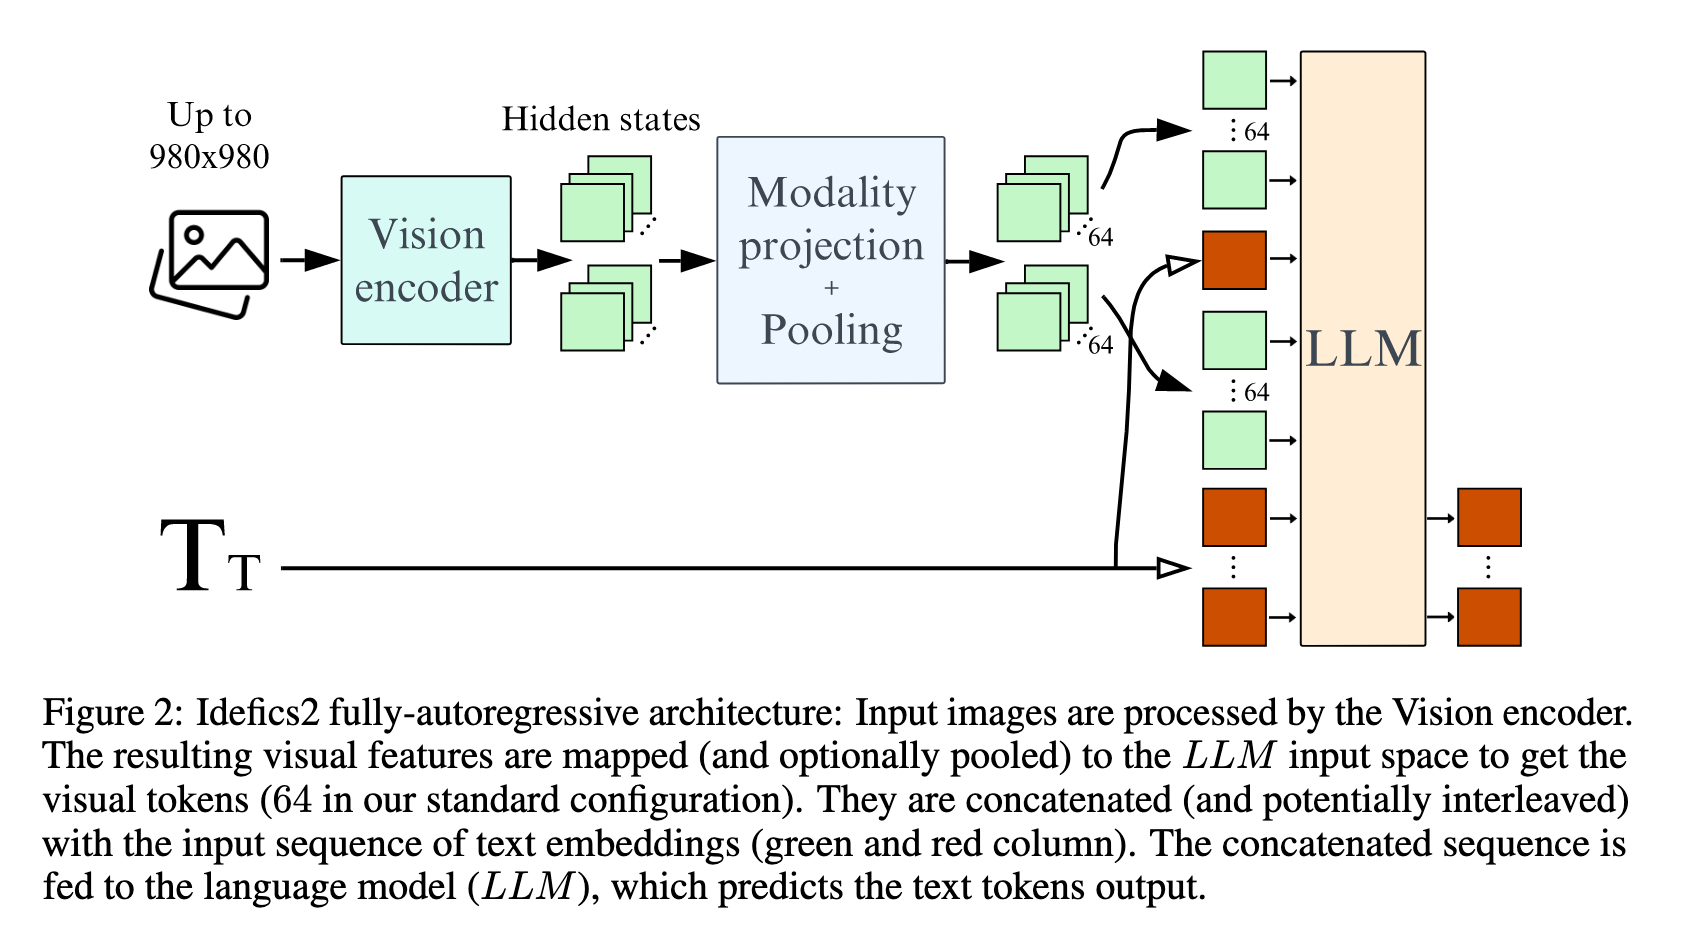 Up to
980x980
Hidden states
Vision
encoder
Modality
projection
+
Pooling
64
64
64
64
LLM
TT
Figure 2: Idefics2 fully-autoregressive architecture: Input images are processed by the Vision encoder.
The resulting visual features are mapped (and optionally pooled) to the LLM input space to get the
visual tokens (64 in our standard configuration). They are concatenated (and potentially interleaved)
with the input sequence of text embeddings (green and red column). The concatenated sequence is
fed to the language model (LLM), which predicts the text tokens output.